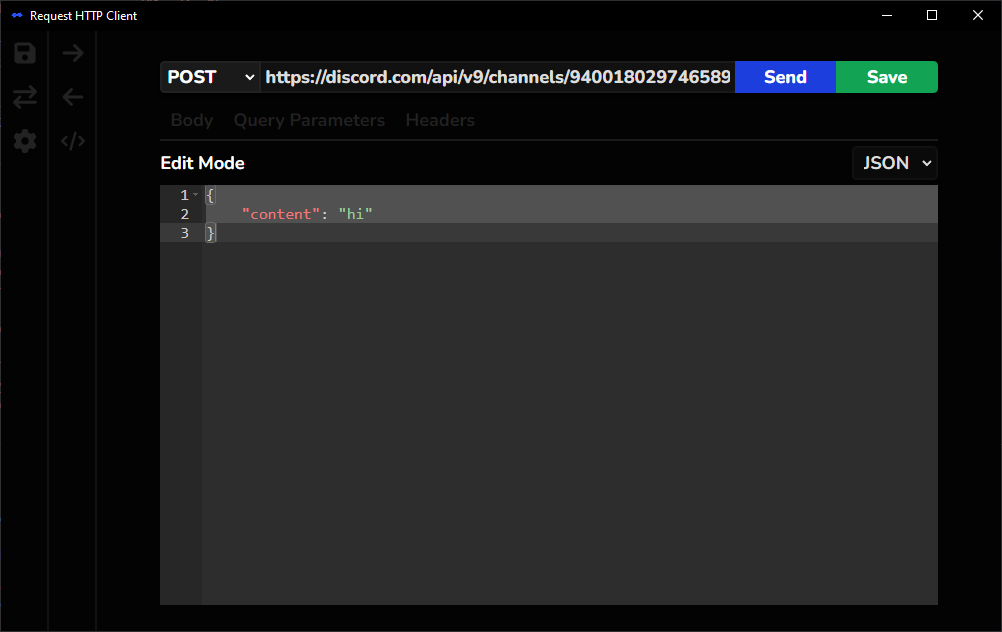 Request HTTP Client
POST https://discord.com/api/v9/channels/940018029746589 Send Save
Body Query Parameters Headers
Edit Mode JSON
1 {
2 "content": "hi"
3 }